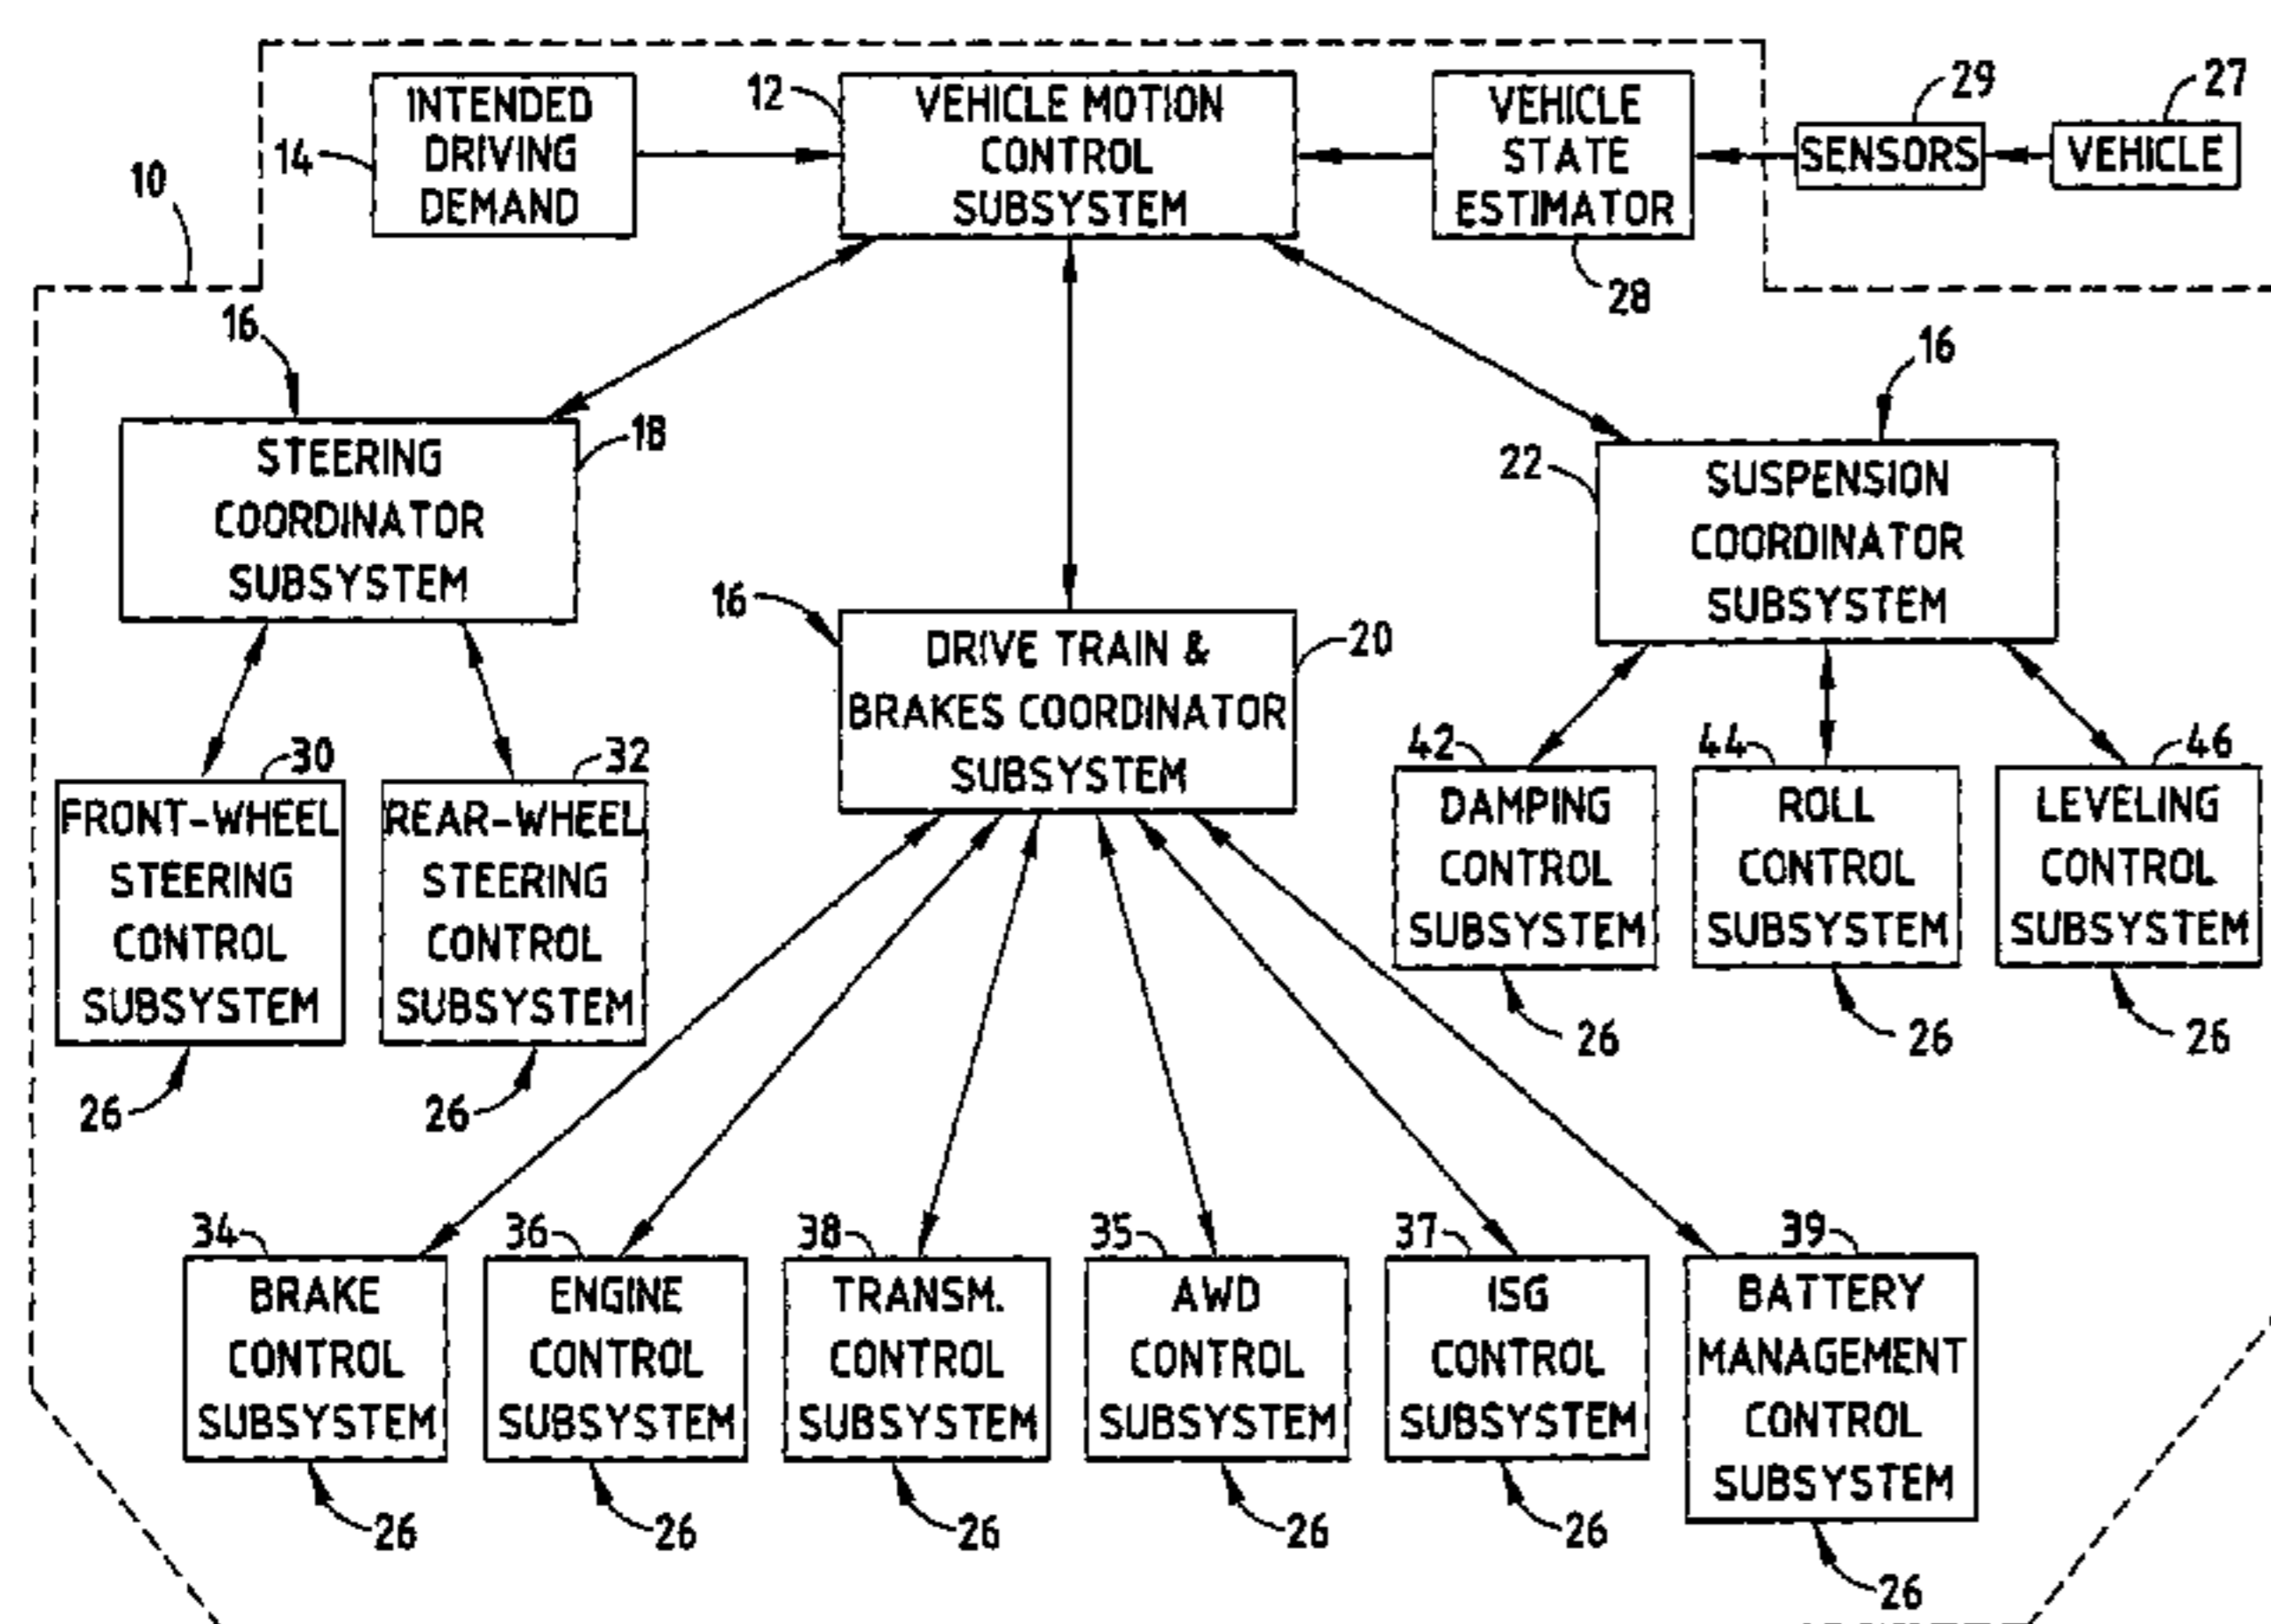 INTENDED
DRIVING
DEMAND
14
12
VEHICLE MOTION
CONTROL
SUBSYSTEM
VEHICLE
STATE
ESTIMATOR
28
29
SENSORS
27
VEHICLE
10
16
STEERING
COORDINATOR
SUBSYSTEM
18
16
DRIVE TRAIN &
BRAKES COORDINATOR
SUBSYSTEM
20
16
22
SUSPENSION
COORDINATOR
SUBSYSTEM
30
FRONT-WHEEL
STEERING
CONTROL
SUBSYSTEM
26
32
REAR-WHEEL
STEERING
CONTROL
SUBSYSTEM
26
42
DAMPING
CONTROL
SUBSYSTEM
26
44
ROLL
CONTROL
SUBSYSTEM
26
46
LEVELING
CONTROL
SUBSYSTEM
26
34
BRAKE
CONTROL
SUBSYSTEM
26
36
ENGINE
CONTROL
SUBSYSTEM
26
38
TRANSM.
CONTROL
SUBSYSTEM
26
35
AWD
CONTROL
SUBSYSTEM
26
37
ISG
CONTROL
SUBSYSTEM
26
39
BATTERY
MANAGEMENT
CONTROL
SUBSYSTEM
26